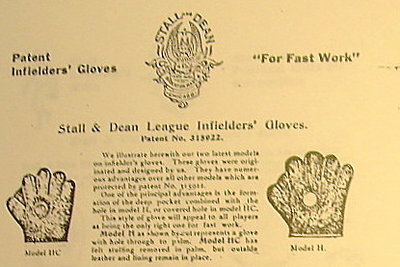 Patent
Infielders' Gloves
STALL & DEAN
"For Fast Work"
Stall & Dean League Infielders' Gloves.
Patent No. 315022.
We illustrate herewith our two latest models
on infielder's gloves. These gloves were orig-
inated and designed by us. They have numer-
ous advantages over all other models which are
protected by patent No. 315022.
One of the principal advantages is the form-
ation of the deep pocket combined with the
hole in model H, or covered hole in model HC.
This style of glove will appeal to all players
as being the only right one for fast work.
Model H as shown by cut represents a glove
with hole through to palm. Model HC has
felt stuffing removed in palm, but outside
leather and lining remain in place.
Model HC
Model H.